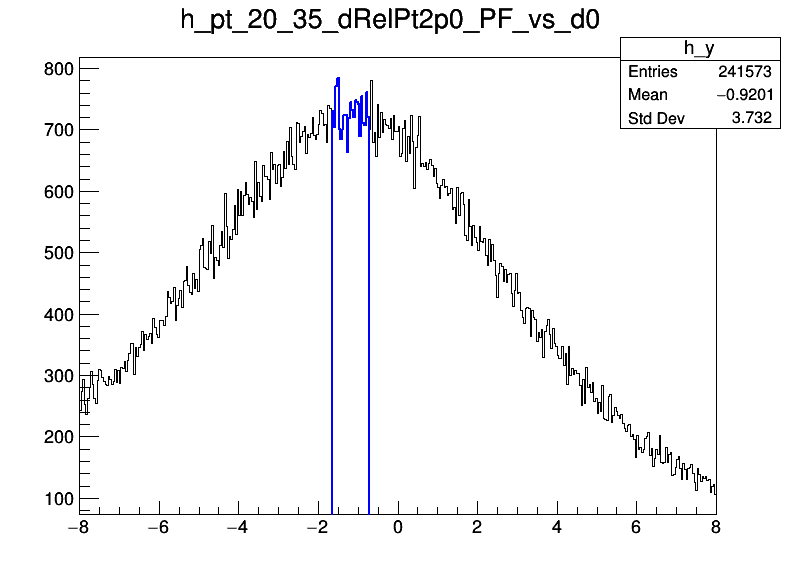 h_pt_20_35_dRelPt2p0_PF_vs_d0
h_y
Entries 241573
Mean −0.9201
Std Dev 3.732
800
700
600
500
400
300
200
100
−8 −6 −4 −2 0 2 4 6 8